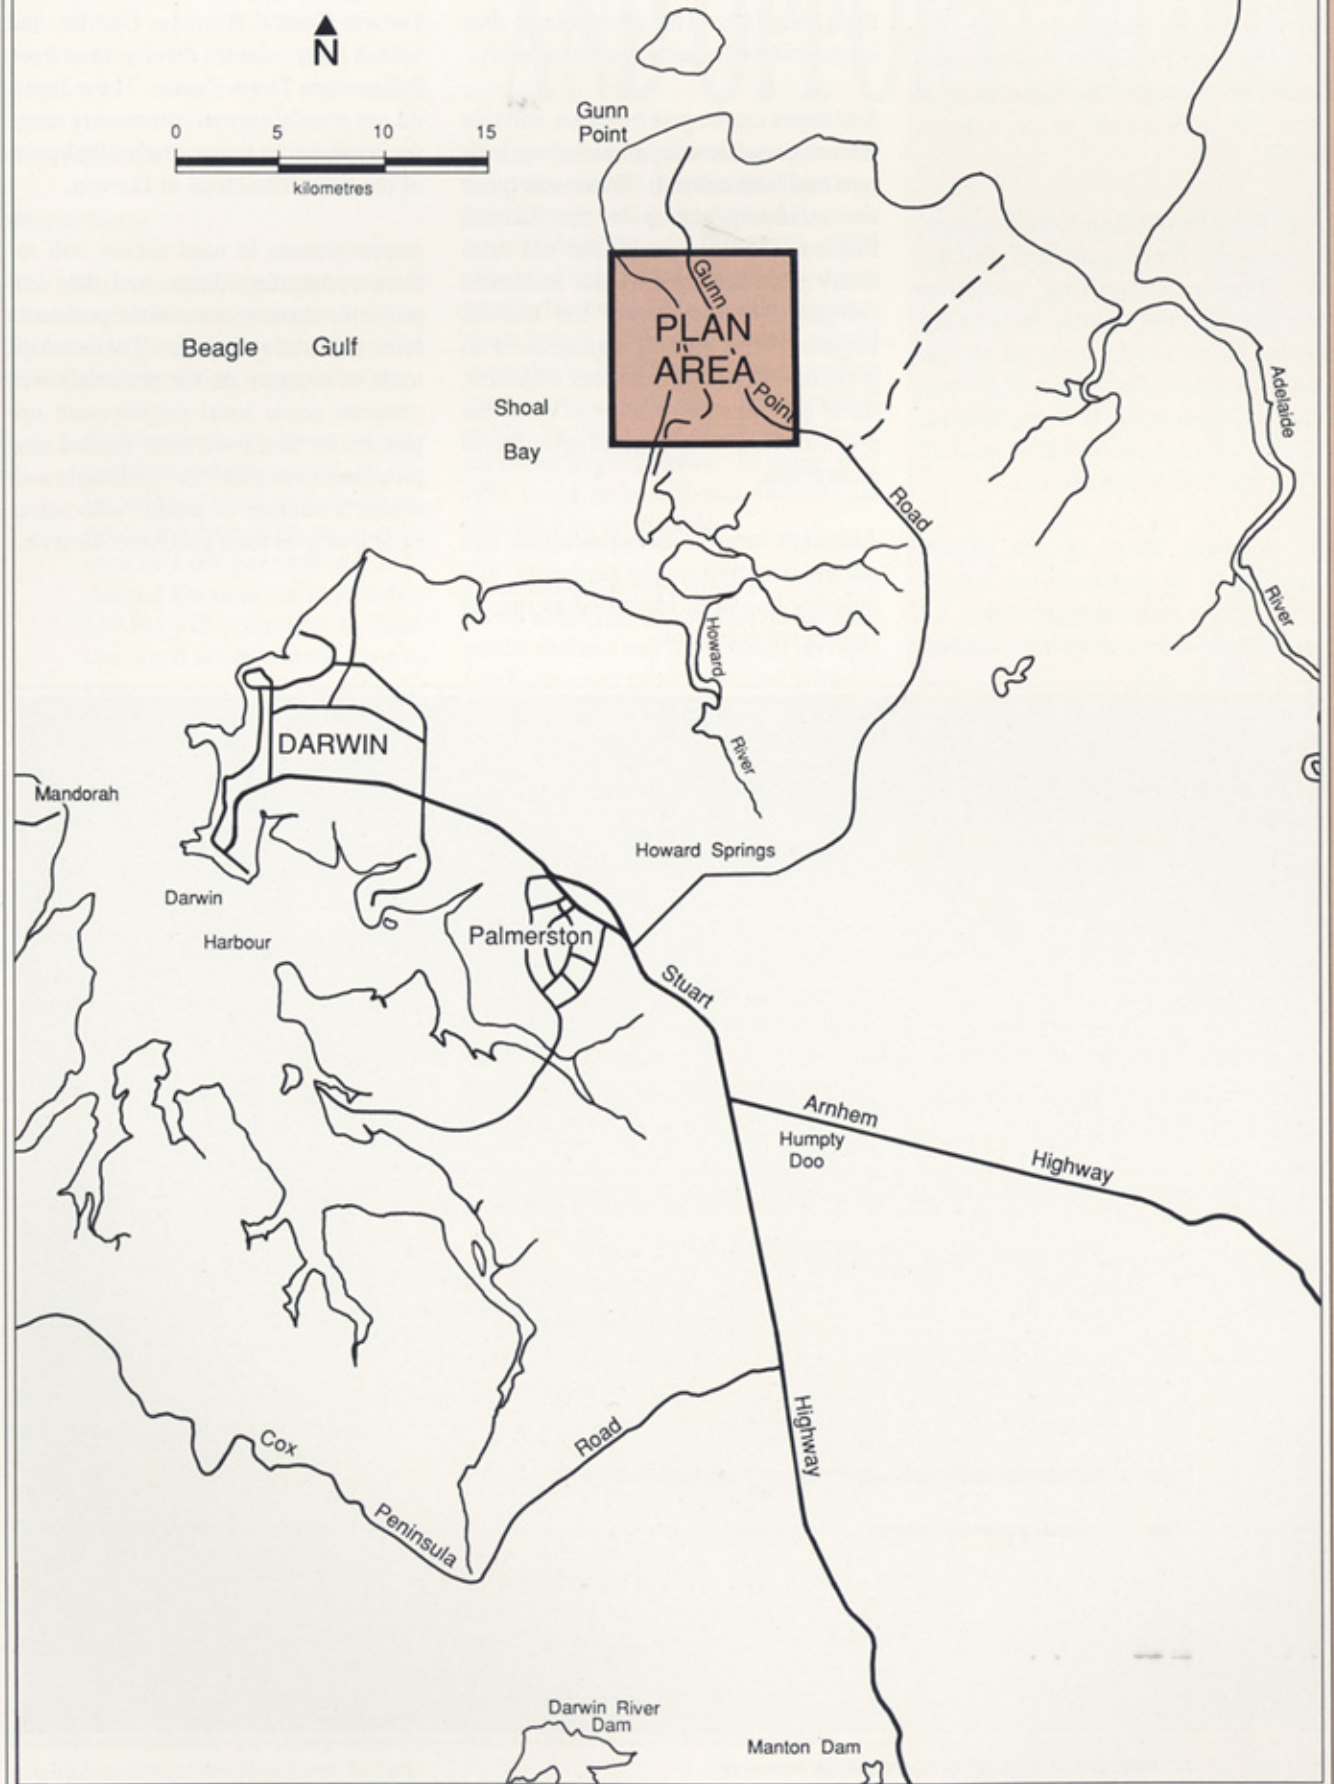 N
0 5 10 15
kilometres
Gunn
Point
Beagle Gulf
Shoal
Bay
Gunn
PLAN
AREA
Point
Road
Adelaide
River
Howard
River
DARWIN
Mandorah
Howard Springs
Darwin
Harbour
Palmerston
Stuart
Arnhem
Highway
Humpty
Doo
Highway
Cox
Peninsula
Road
Darwin River
Dam
Manton Dam